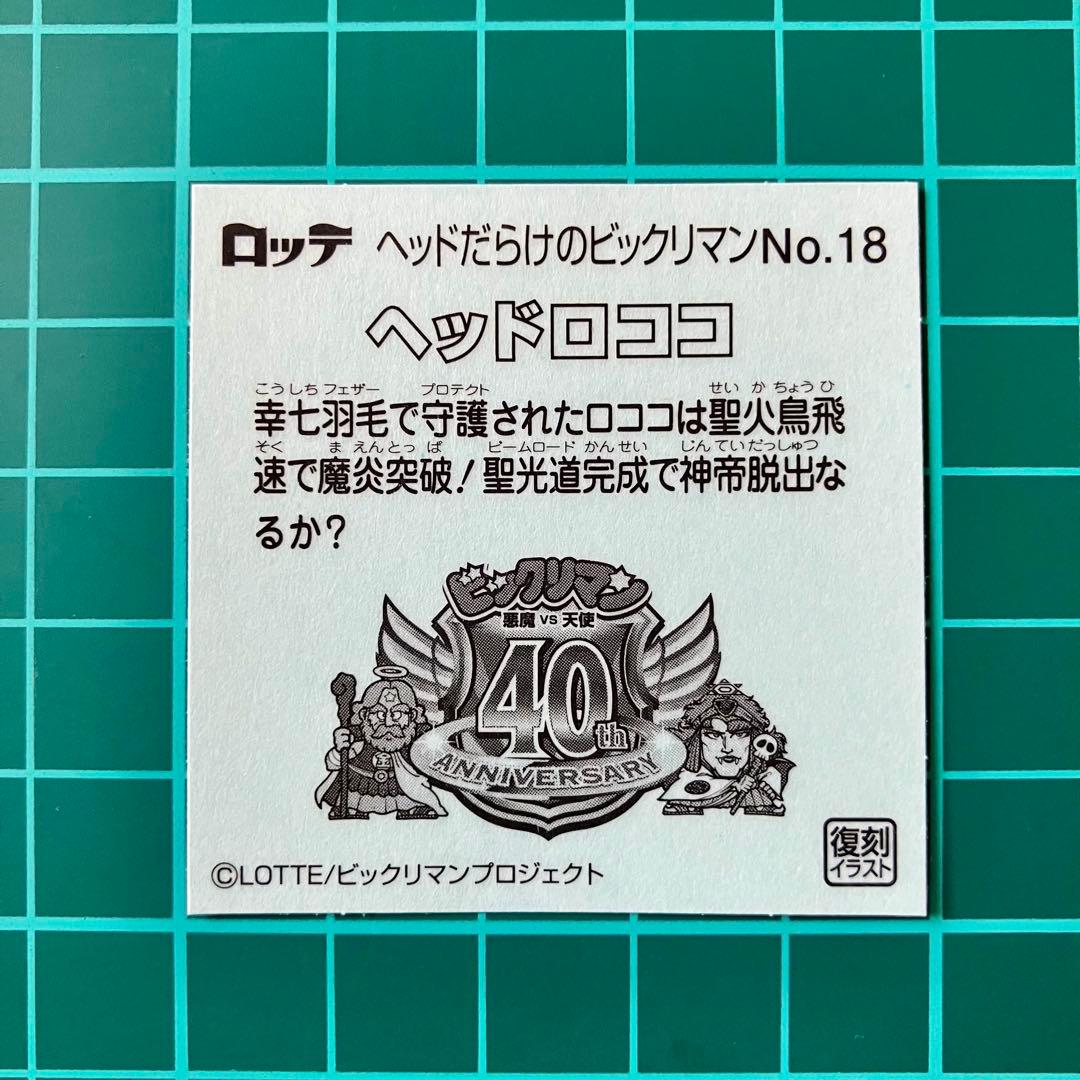 ロッテ ヘッドだらけのビックリマンNo.18
ヘッドロココ
こうしちフェザー プロテクト せいかちょうひ
幸七羽毛で守護されたロココは聖火鳥飛
そく まえんとっぱ ビームロード かんせい じんていだっしゅつ
速で魔炎突破!聖光道完成で神帝脱出な
るか?
ビックリマン
悪魔 VS 天使
40th
ANNIVERSARY
©LOTTE/ビックリマンプロジェクト
復刻
イラスト